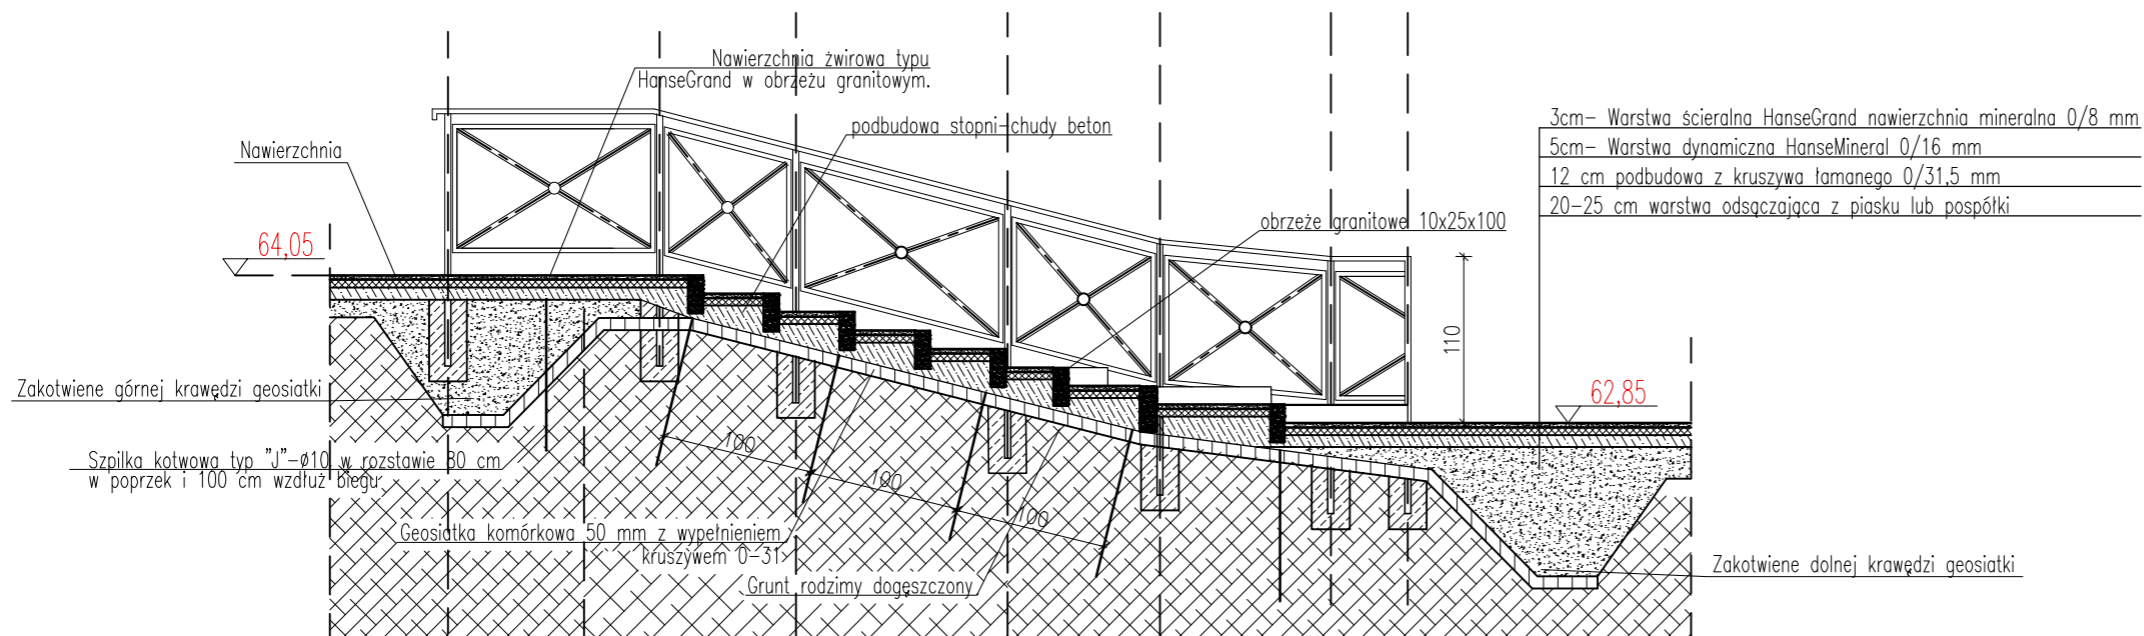 Nawierzchnia żwirowa typu
HanseGrand w obrzeżu granitowym.
podbudowa stopni-chudy beton
Nawierzchnia
3cm- Warstwa ścieralna HanseGrand nawierzchnia mineralna 0/8 mm
5cm- Warstwa dynamiczna HanseMineral 0/16 mm
12 cm podbudowa z kruszywa łamanego 0/31,5 mm
20-25 cm warstwa odsączająca z piasku lub pospółki
obrzeże granitowe 10x25x100
64,05
110
62,85
Zakotwiene górnej krawędzi geosiatki
100
100
100
Szpilka kotwowa typ "J"-ø10 w rozstawie 80 cm
w poprzek i 100 cm wzdłuż biegu
Geosiatka komórkowa 50 mm z wypełnieniem
kruszywem 0-31
Grunt rodzimy dogęszczony
Zakotwiene dolnej krawędzi geosiatki